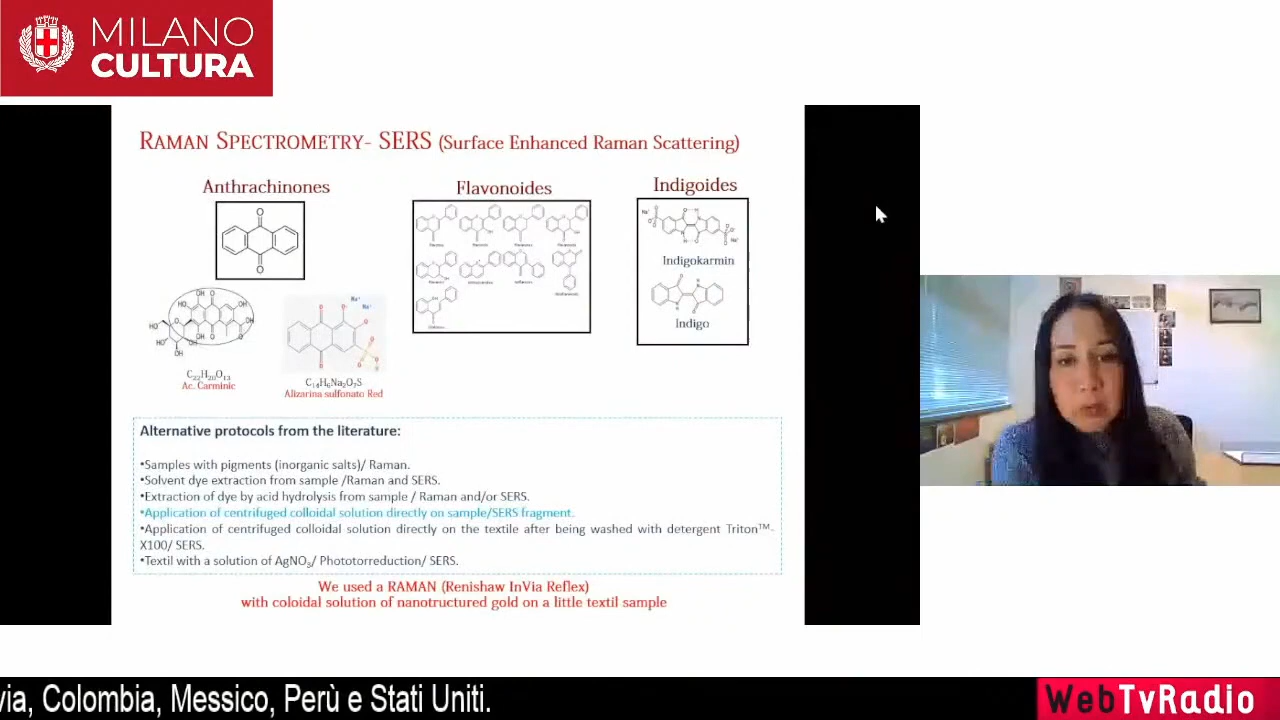 MILANO
CULTURA
RAMAN SPECTROMETRY- SERS (Surface Enhanced Raman Scattering)
Anthrachinones
Flavonoides
Indigoides
Indigokarmin
Indigo
C22H20O13
Ac. Carminic
C14H6Na2O7S
Alizarina sulfonato Red
Alternative protocols from the literature:
•Samples with pigments (inorganic salts)/ Raman.
•Solvent dye extraction from sample /Raman and SERS.
•Extraction of dye by acid hydrolysis from sample / Raman and/or SERS.
•Application of centrifuged colloidal solution directly on sample/SERS fragment.
•Application of centrifuged colloidal solution directly on the textile after being washed with detergent Triton™-
X100/ SERS.
•Textil with a solution of AgNO3/ Phototorreduction/ SERS.
We used a RAMAN (Renishaw InVia Reflex)
with coloidal solution of nanotructured gold on a little textil sample
via, Colombia, Messico, Perù e Stati Uniti.
WebTvRadio